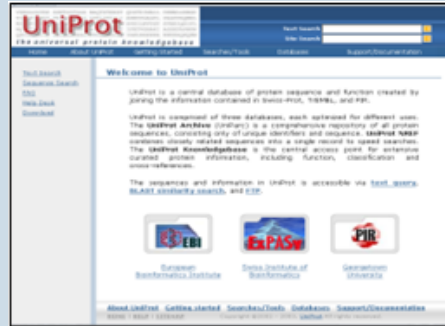 UniProt
the universal protein knowledgebase
Text Search
Site Search
Home About UniProt Getting Started Searches/Tools Databases Support/Documentation
Text Search
Sequence Search
FAQ
Help Desk
Download
Welcome to UniProt
UniProt is a central database of protein sequence and function created by
joining the information contained in Swiss-Prot, TrEMBL, and PIR.
UniProt is comprised of three databases, each optimized for different uses.
The UniProt Archive (UniParc) is a comprehensive repository of all protein
sequences, consisting only of unique identifiers and sequence. UniProt NREF
condenses closely related sequences into a single record to speed searches.
The UniProt Knowledgebase is the central access point for extensive
curated protein information, including function, classification and
cross-references.
The sequences and information in UniProt is accessible via text query,
BLAST similarity search, and FTP.
EBI
ExPASy
PIR
European
Bioinformatics Institute
Swiss Institute of
Bioinformatics
Georgetown
University
About UniProt Getting started Searches/Tools Databases Support/Documentation